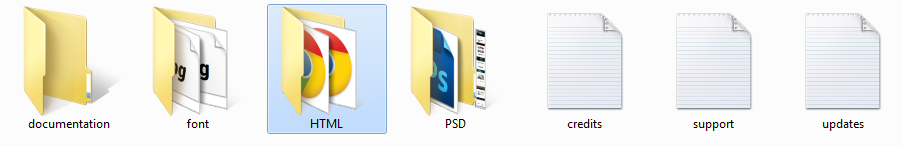 documentation
font
HTML
PSD
credits
support
updates